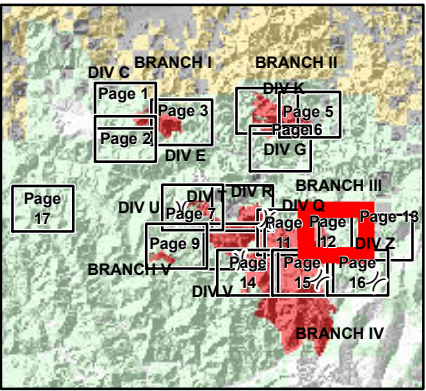 BRANCH I
BRANCH II
DIV C
DIV K
Page 1
Page 3
Page 5
Page 2
Page 6
DIV E
DIV G
BRANCH III
Page
17
DIV T
DIV R
DIV U
Page 7
DIV Q
Page
11
Page
12
Page 13
Page 9
DIV Z
BRANCH V
Page
14
Page
15
Page
16
DIV V
BRANCH IV